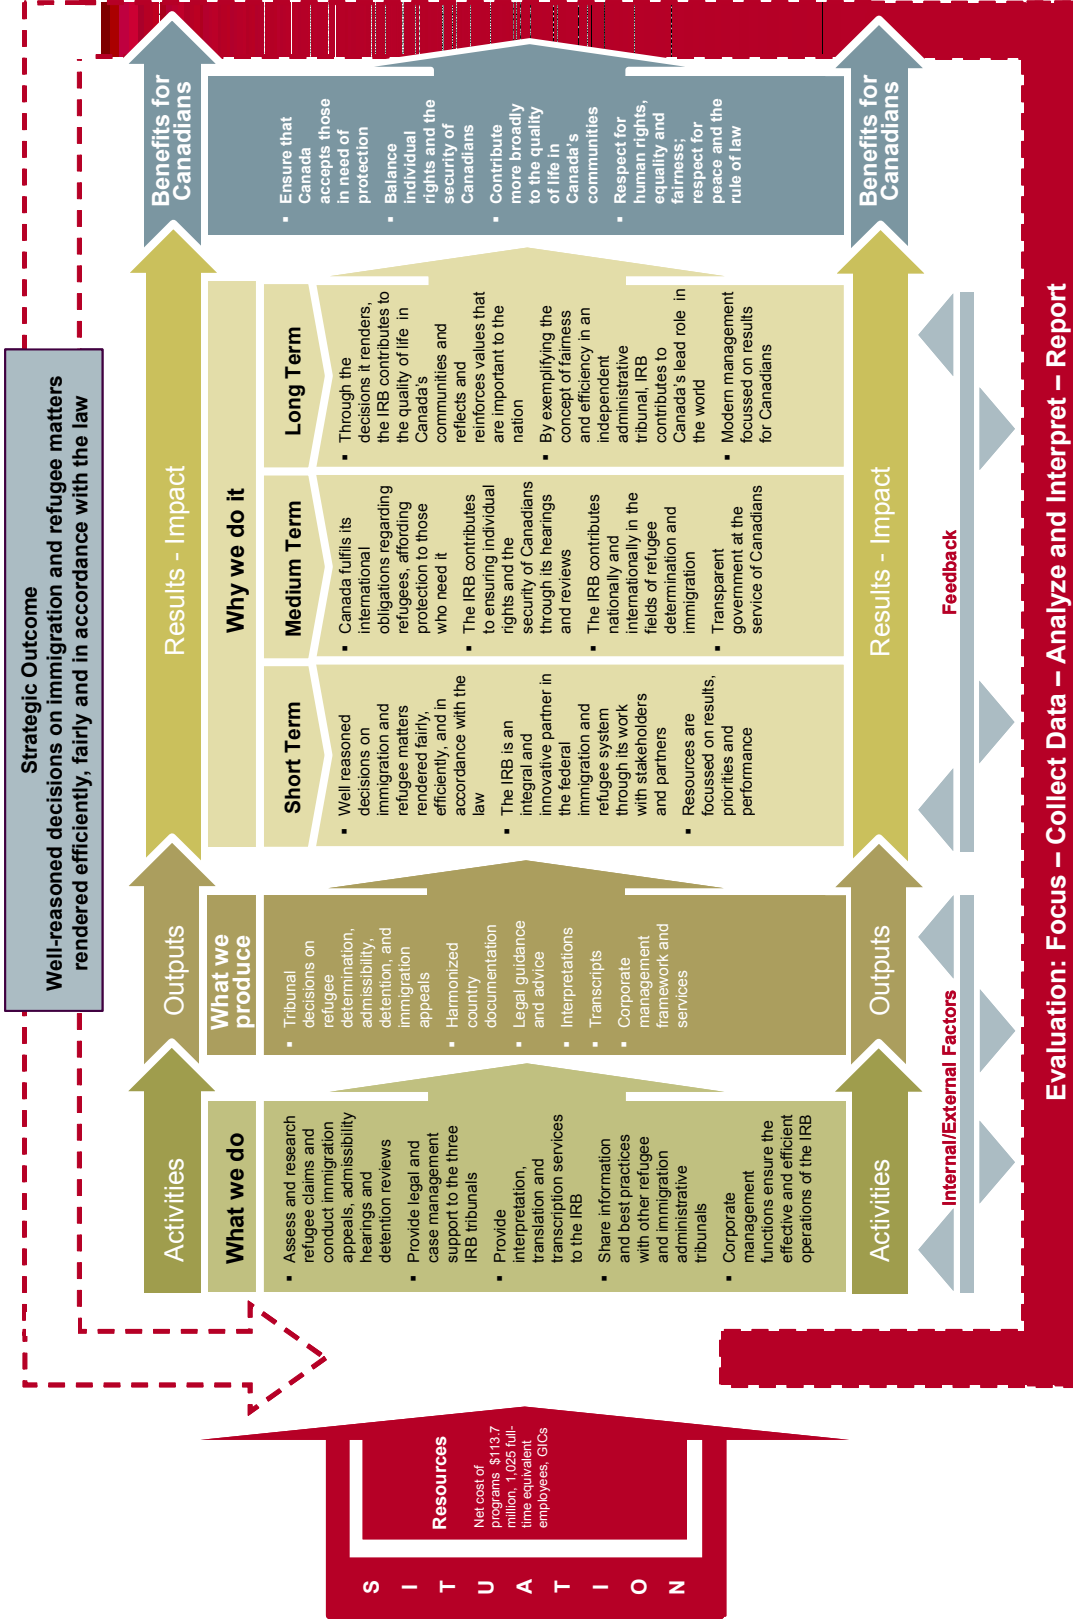 Strategic Outcome
Well-reasoned decisions on immigration and refugee matters
rendered efficiently, fairly and in accordance with the law
S
I
T
U
A
T
I
O
N
Resources
Net cost of
programs $113.7
million, 1,025 full-
time equivalent
employees, GICs
Activities
What we do
▪ Assess and research
refugee claims and
conduct immigration
appeals, admissibility
hearings and
detention reviews
▪ Provide legal and
case management
support to the three
IRB tribunals
▪ Provide
interpretation,
translation and
transcription services
to the IRB
▪ Share information
and best practices
with other refugee
and immigration
administrative
tribunals
▪ Corporate
management
functions ensure the
effective and efficient
operations of the IRB
Activities
Outputs
What we
produce
▪ Tribunal
decisions on
refugee
determination,
admissibility,
detention, and
immigration
appeals
▪ Harmonized
country
documentation
▪ Legal guidance
and advice
▪ Interpretations
▪ Transcripts
▪ Corporate
management
framework and
services
Outputs
Results - Impact
Why we do it
Short Term
▪ Well reasoned
decisions on
immigration and
refugee matters
rendered fairly,
efficiently, and in
accordance with the
law
▪ The IRB is an
integral and
innovative partner in
the federal
immigration and
refugee system
through its work
with stakeholders
and partners
▪ Resources are
focussed on results,
priorities and
performance
Medium Term
▪ Canada fulfils its
international
obligations regarding
refugees, affording
protection to those
who need it
▪ The IRB contributes
to ensuring individual
rights and the
security of Canadians
through its hearings
and reviews
▪ The IRB contributes
nationally and
internationally in the
fields of refugee
determination and
immigration
▪ Transparent
government at the
service of Canadians
Long Term
▪ Through the
decisions it renders,
the IRB contributes to
the quality of life in
Canada's
communities and
reflects and
reinforces values that
are important to the
nation
▪ By exemplifying the
concept of fairness
and efficiency in an
independent
administrative
tribunal, IRB
contributes to
Canada's lead role in
the world
▪ Modern management
focussed on results
for Canadians
Results - Impact
Benefits for
Canadians
▪ Ensure that
Canada
accepts those
in need of
protection
▪ Balance
individual
rights and the
security of
Canadians
▪ Contribute
more broadly
to the quality
of life in
Canada's
communities
▪ Respect for
human rights,
equality and
fairness;
respect for
peace and the
rule of law
Benefits for
Canadians
Internal/External Factors
Feedback
Evaluation: Focus – Collect Data – Analyze and Interpret – Report